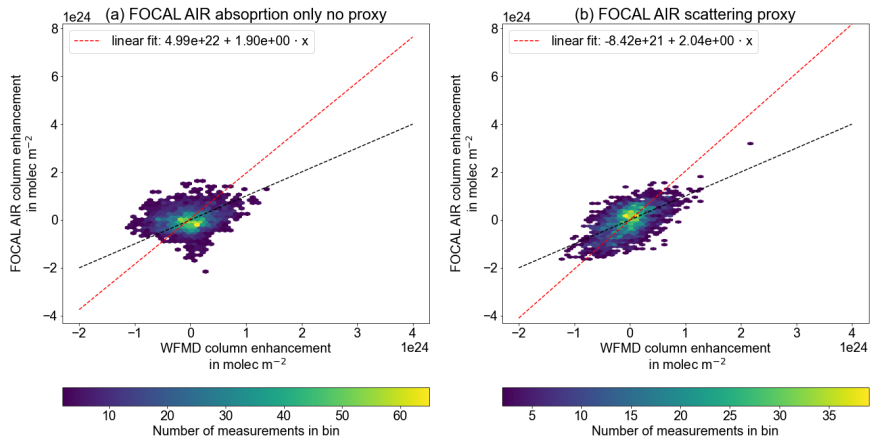 (a) FOCAL AIR absoprtion only no proxy
1e24
linear fit: 4.99e+22 + 1.90e+00 · x
8
6
4
2
0
−2
−4
FOCAL AIR column enhancement
in molec m−2
−2
−1
0
1
2
3
4
1e24
WFMD column enhancement
in molec m−2
10
20
30
40
50
60
Number of measurements in bin
(b) FOCAL AIR scattering proxy
1e24
linear fit: -8.42e+21 + 2.04e+00 · x
8
6
4
2
0
−2
−4
FOCAL AIR column enhancement
in molec m−2
−2
−1
0
1
2
3
4
1e24
WFMD column enhancement
in molec m−2
5
10
15
20
25
30
35
Number of measurements in bin